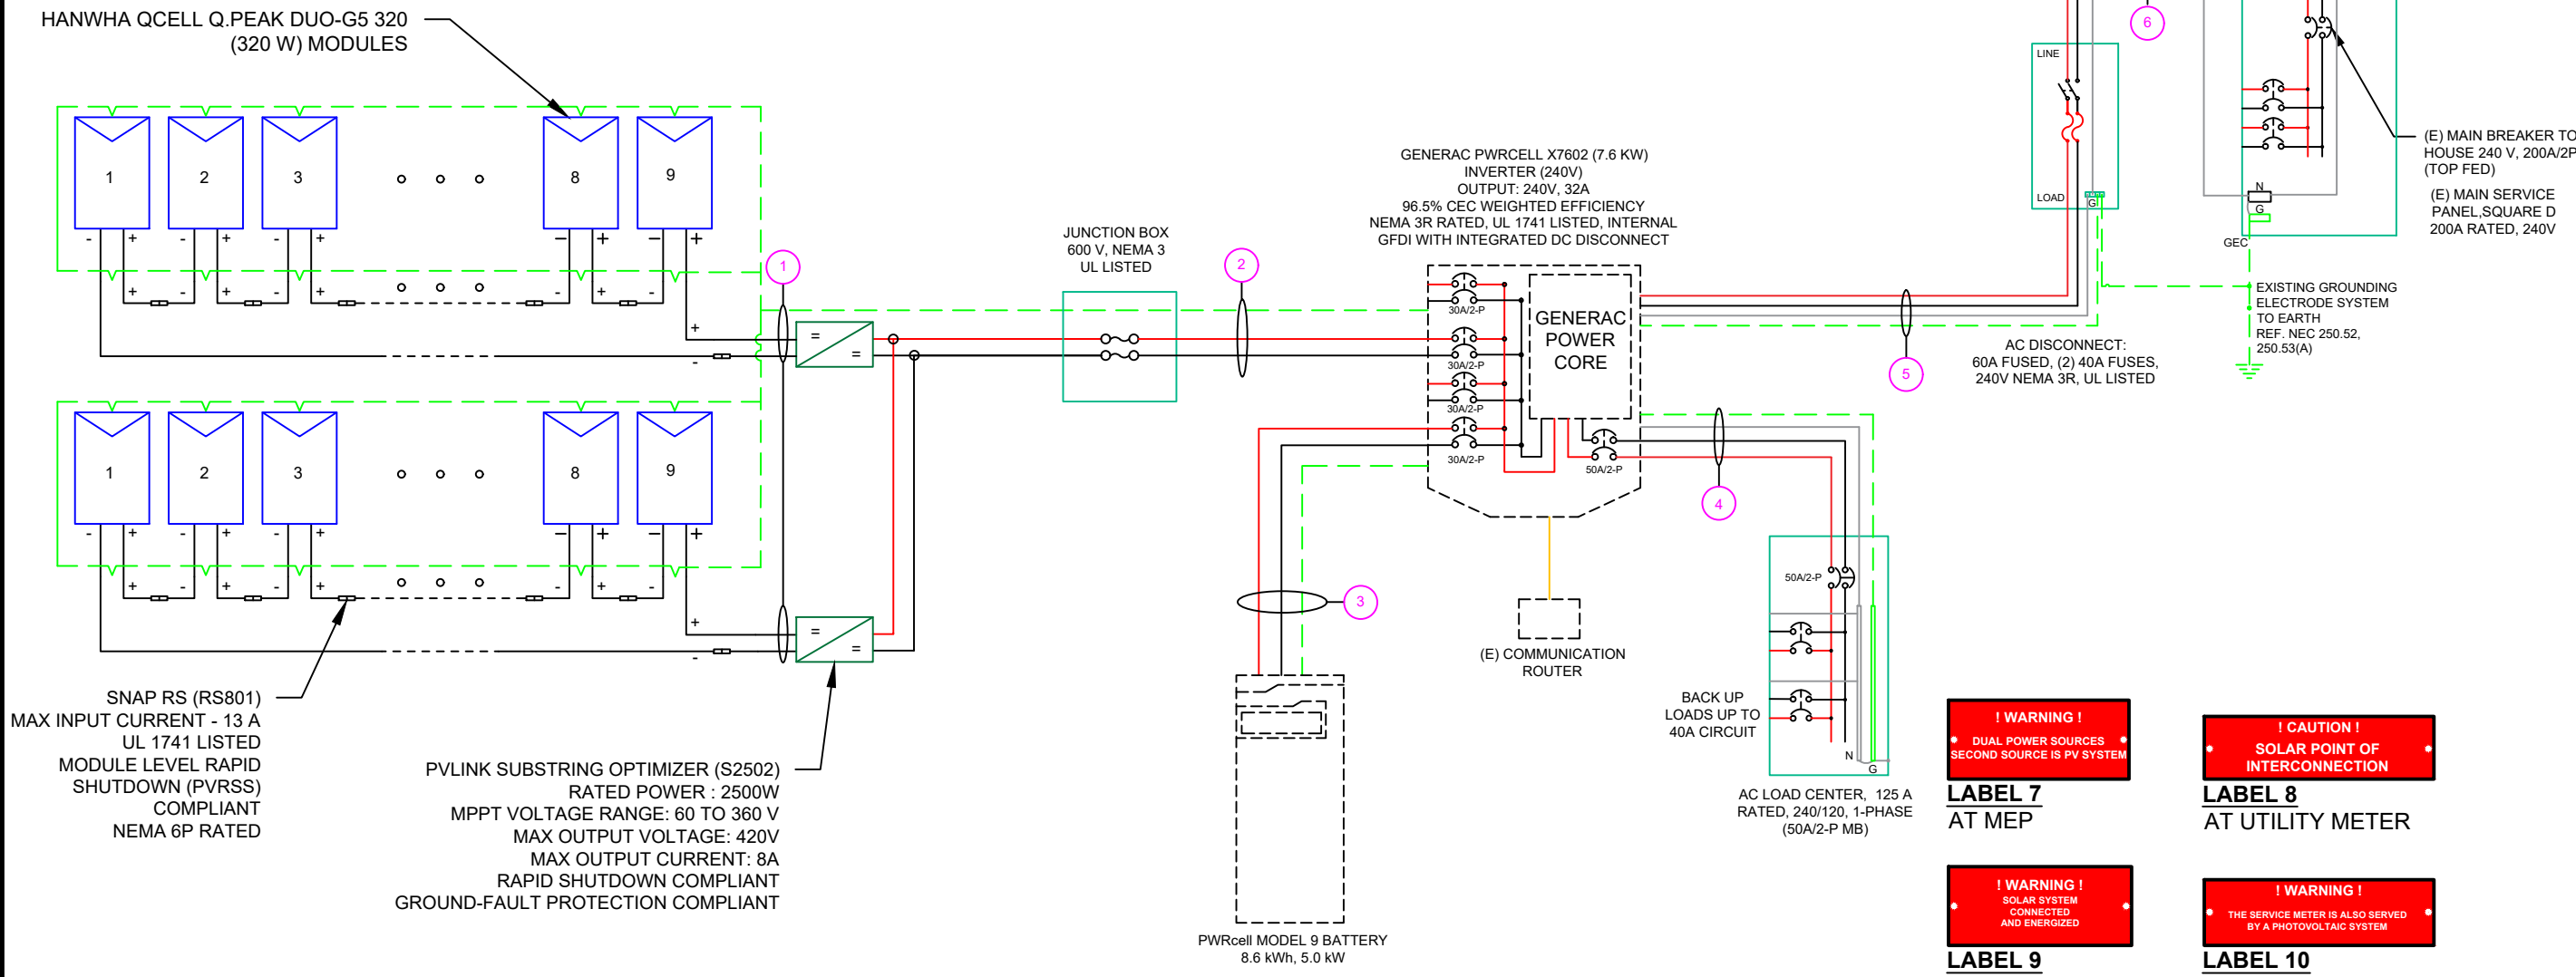 HANWHA QCELL Q.PEAK DUO-G5 320
(320 W) MODULES
1
2
3
8
9
- + - + - + - + - +
+ - + - + - + -
1
+
-
=
=
1
2
3
8
9
- + - + - + - + - +
+ - + - + - + -
+
-
=
=
SNAP RS (RS801)
MAX INPUT CURRENT - 13 A
UL 1741 LISTED
MODULE LEVEL RAPID
SHUTDOWN (PVRSS)
COMPLIANT
NEMA 6P RATED
PVLINK SUBSTRING OPTIMIZER (S2502)
RATED POWER : 2500W
MPPT VOLTAGE RANGE: 60 TO 360 V
MAX OUTPUT VOLTAGE: 420V
MAX OUTPUT CURRENT: 8A
RAPID SHUTDOWN COMPLIANT
GROUND-FAULT PROTECTION COMPLIANT
JUNCTION BOX
600 V, NEMA 3
UL LISTED
2
GENERAC PWRCELL X7602 (7.6 KW)
INVERTER (240V)
OUTPUT: 240V, 32A
96.5% CEC WEIGHTED EFFICIENCY
NEMA 3R RATED, UL 1741 LISTED, INTERNAL
GFDI WITH INTEGRATED DC DISCONNECT
30A/2-P
30A/2-P
30A/2-P
30A/2-P
GENERAC
POWER
CORE
50A/2-P
3
(E) COMMUNICATION
ROUTER
PWRcell MODEL 9 BATTERY
8.6 kWh, 5.0 kW
4
5
50A/2-P
BACK UP
LOADS UP TO
40A CIRCUIT
N
G
AC LOAD CENTER, 125 A
RATED, 240/120, 1-PHASE
(50A/2-P MB)
6
LINE
LOAD
G
AC DISCONNECT:
60A FUSED, (2) 40A FUSES,
240V NEMA 3R, UL LISTED
(E) MAIN BREAKER TO
HOUSE 240 V, 200A/2P
(TOP FED)
(E) MAIN SERVICE
PANEL,SQUARE D
200A RATED, 240V
N
G
GEC
EXISTING GROUNDING
ELECTRODE SYSTEM
TO EARTH
REF. NEC 250.52,
250.53(A)
! WARNING !
DUAL POWER SOURCES
SECOND SOURCE IS PV SYSTEM
LABEL 7
AT MEP
! CAUTION !
SOLAR POINT OF
INTERCONNECTION
LABEL 8
AT UTILITY METER
! WARNING !
SOLAR SYSTEM
CONNECTED
AND ENERGIZED
LABEL 9
! WARNING !
THE SERVICE METER IS ALSO SERVED
BY A PHOTOVOLTAIC SYSTEM
LABEL 10